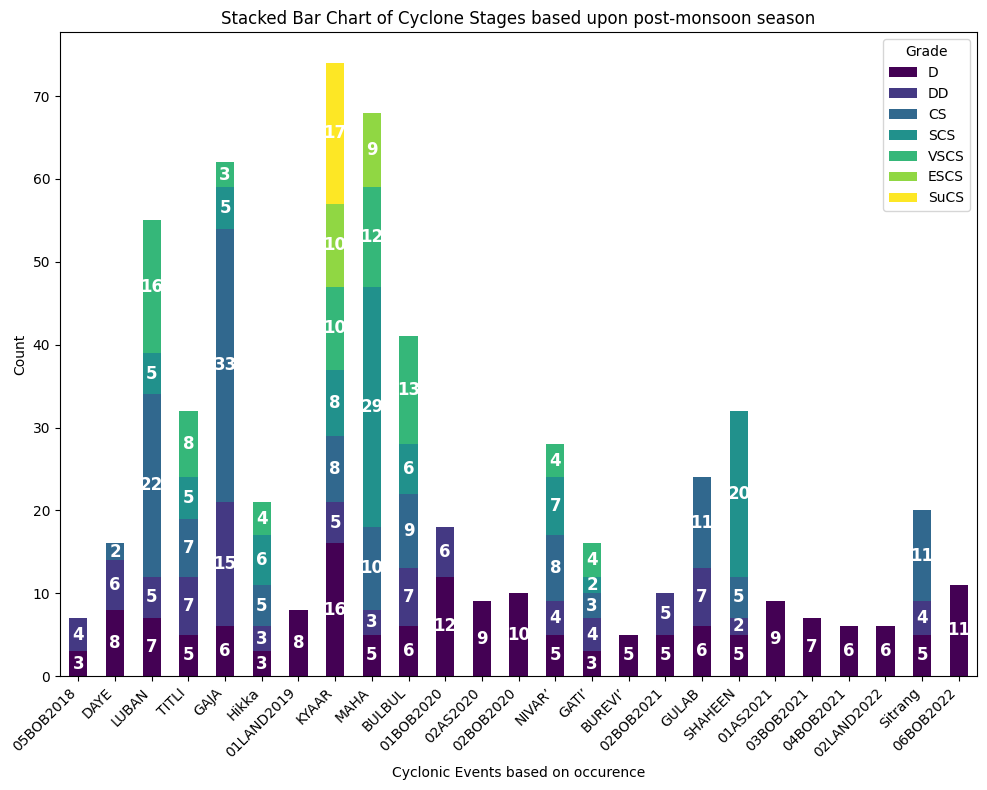 Stacked Bar Chart of Cyclone Stages based upon post-monsoon season
Grade
D
DD
CS
SCS
VSCS
ESCS
SuCS
Count
70
60
50
40
30
20
10
0
3 4
8 6 2
7 5 22 5 16
5 7 7 5 8
6 15 33 5 3
3 3 5 6 4
8
16 5 8 8 10 10 17
5 3 10 29 12 9
6 7 9 6 13
12 6
9
10
5 4 8 7 4
3 4 3 2 4
5
5 5
6 7 11
5 2 5 20
9
7
6
6
5 4 11
11
05BOB2018
DAYE
LUBAN
TITLI
GAJA
Hikka
01LAND2019
KYAAR
MAHA
BULBUL
01BOB2020
02AS2020
02BOB2020
NIVAR'
GATI'
BUREVI'
02BOB2021
GULAB
SHAHEEN
01AS2021
03BOB2021
04BOB2021
02LAND2022
Sitrang
06BOB2022
Cyclonic Events based on occurence